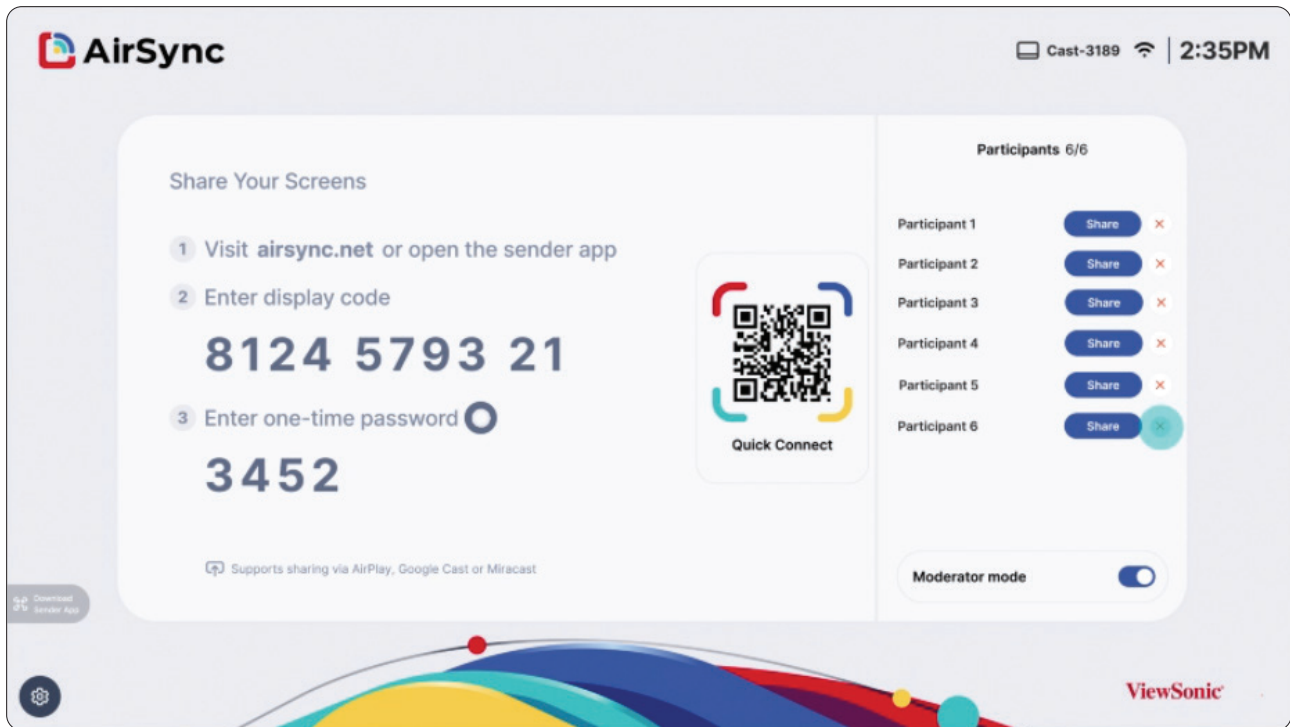 AirSync
Cast-3189
2:35PM
Share Your Screens
1 Visit airsync.net or open the sender app
2 Enter display code
8124 5793 21
3 Enter one-time password
3452
Supports sharing via AirPlay, Google Cast or Miracast
Quick Connect
Participants 6/6
Participant 1 Share
Participant 2 Share
Participant 3 Share
Participant 4 Share
Participant 5 Share
Participant 6 Share
Moderator mode
Download
Sender App
ViewSonic